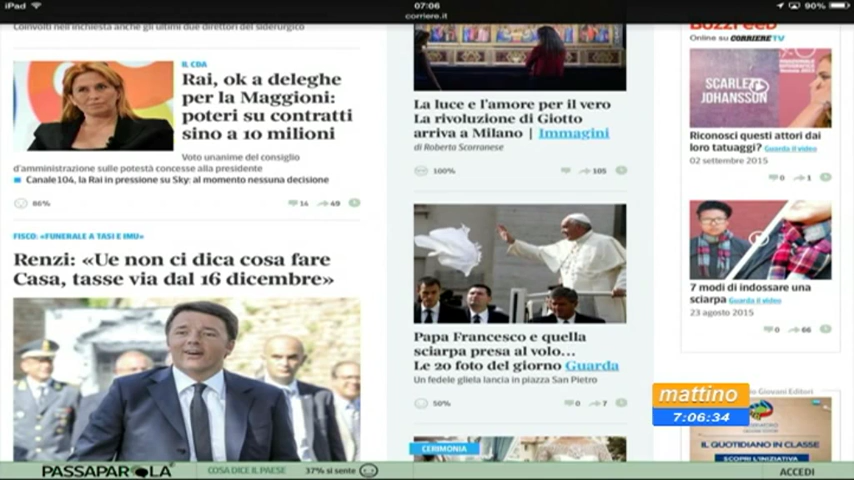 iPad
07:06
90%
corriere.it
Coinvolti nell'inchiesta anche gli ultimi due direttori del siderurgico
IL CDA
Rai, ok a deleghe
per la Maggioni:
poteri su contratti
sino a 10 milioni
Voto unanime del consiglio
d'amministrazione sulle potestà concesse alla presidente
Canale104, la Rai in pressione su Sky: al momento nessuna decisione
86%
14
49
FISCO: «FUNERALE A TASI E IMU»
Renzi: «Ue non ci dica cosa fare
Casa, tasse via dal 16 dicembre»
La luce e l'amore per il vero
La rivoluzione di Giotto
arriva a Milano | Immagini
di Roberta Scorranese
100%
105
Papa Francesco e quella
sciarpa presa al volo...
Le 20 foto del giorno Guarda
Un fedele gliela lancia in piazza San Pietro
50%
0
7
CERIMONIA
BuzzFeed
Online su CORRIERETV
SCARLETT
JOHANSSON
Riconosci questi attori dai
loro tatuaggi? Guarda il video
02 settembre 2015
0
1
7 modi di indossare una
sciarpa Guarda il video
23 agosto 2015
0
66
mattino
7:06:34
Giovani Editori
IL QUOTIDIANO IN CLASSE
SCOPRI L'INIZIATIVA
PASSAPAROLA
COSA DICE IL PAESE
37% si sente
ACCEDI